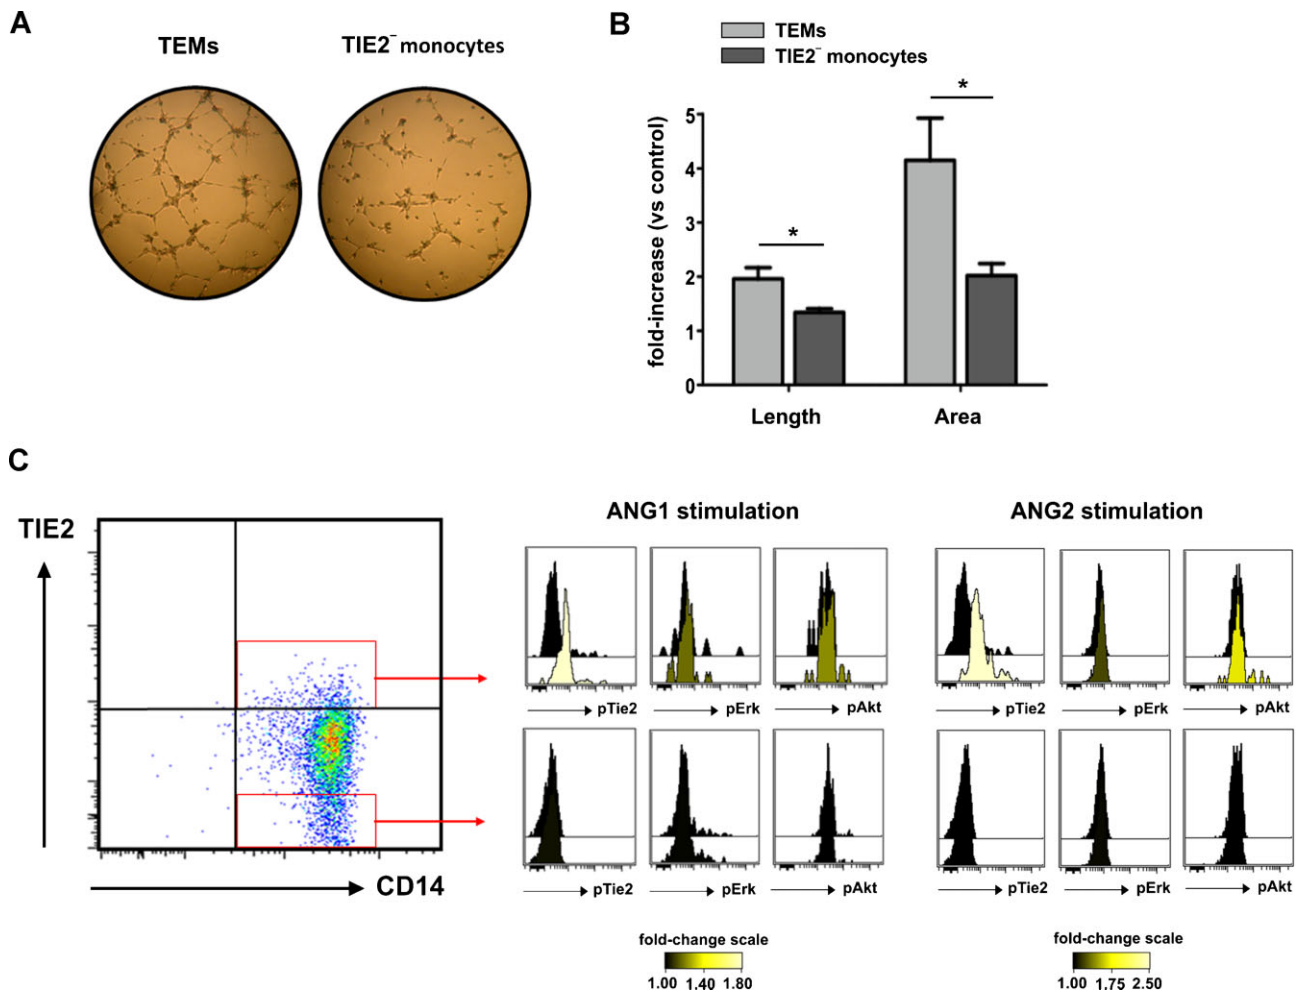 A
TEMs
TIE2⁻ monocytes
B
TEMs
TIE2⁻ monocytes
*
*
fold-increase (vs control)
5
4
3
2
1
0
Length
Area
C
TIE2
CD14
ANG1 stimulation
pTie2
pErk
pAkt
pTie2
pErk
pAkt
fold-change scale
1.00 1.40 1.80
ANG2 stimulation
pTie2
pErk
pAkt
pTie2
pErk
pAkt
fold-change scale
1.00 1,75 2.50